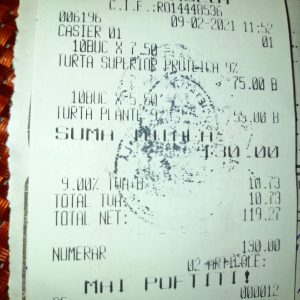 C.I.F.:RO14448536
006196 09-02-2021 11:52
CASIER 01 01
10BUC X 7.50
TURTA SUPERIOR PROTEICA 9%
75.00 B
10BUC X 5.50
TURTA PLANTE 55.00 B
SUMA 130.00
9.00% TVA B 10.73
TOTAL TVA: 10.73
TOTAL NET: 119.27
NUMERAR 130.00
02 ARTICOLE:
MAI POFTITI!
000012